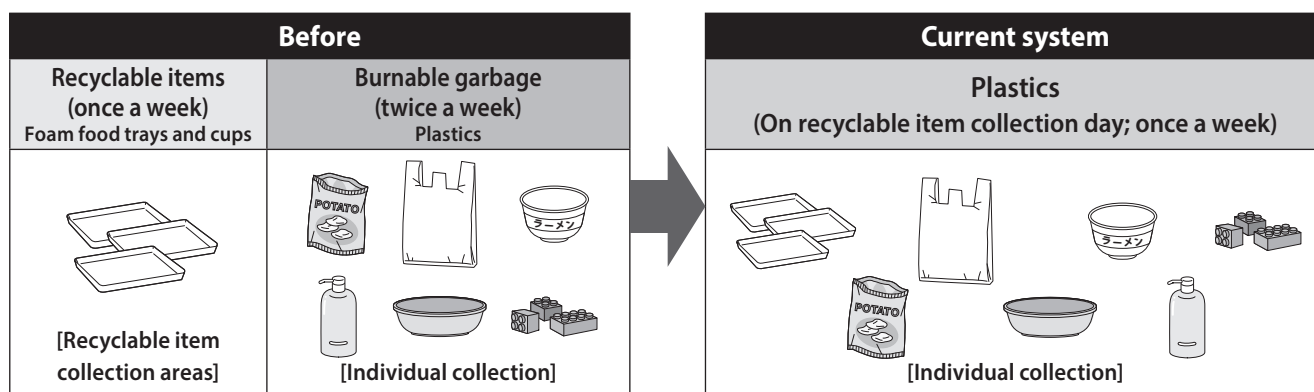 Before
Recyclable items
(once a week)
Foam food trays and cups
Burnable garbage
(twice a week)
Plastics
POTATO
ラーメン
[Recyclable item
collection areas]
[Individual collection]
Current system
Plastics
(On recyclable item collection day; once a week)
ラーメン
POTATO
[Individual collection]